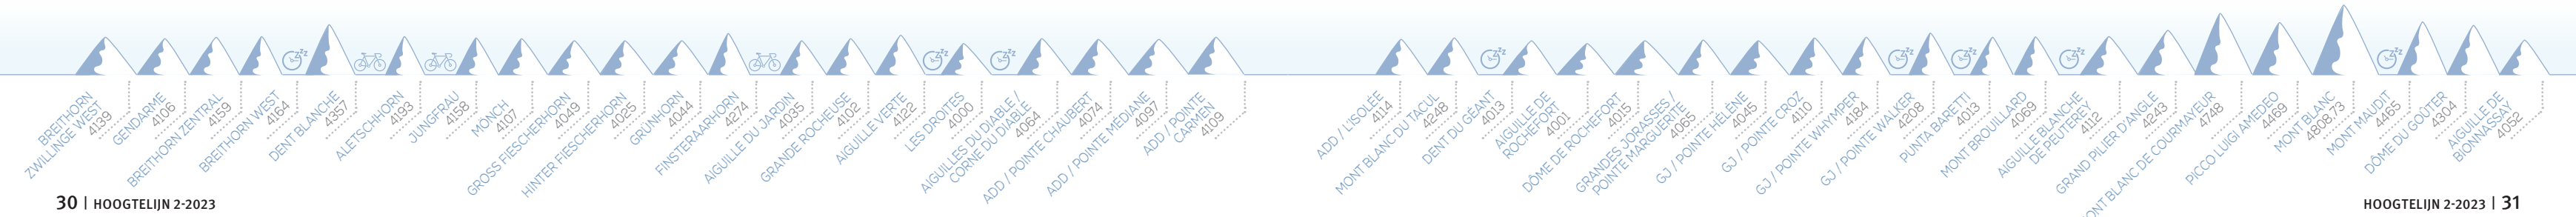 BREITHORN
ZWILLINGE WEST
4139
GENDARME
4106
BREITHORN ZENTRAL
4159
BREITHORN WEST
4164
DENT BLANCHE
4357
ALETSCHHORN
4193
JUNGFRAU
4158
MÖNCH
4107
GROSS FIESCHERHORN
4049
HINTER FIESCHERHORN
4025
GRÜNHORN
4044
FINSTERAARHORN
4274
AIGUILLE DU JARDIN
4035
GRANDE ROCHEUSE
4102
AIGUILLE VERTE
4122
LES DROITES
4000
AIGUILLES DU DIABLE /
CORNE DU DIABLE
4064
ADD / POINTE CHAUBERT
4074
ADD / POINTE MÉDIANE
4097
ADD / POINTE
CARMEN
4109
ADD / L'ISOLÉE
4114
MONT BLANC DU TACUL
4248
DENT DU GÉANT
4013
AIGUILLE DE
ROCHEFORT
4001
DÔME DE ROCHEFORT
4015
GRANDES JORASSES /
POINTE MARGUERITE
4065
GJ / POINTE HÉLÈNE
4045
GJ / POINTE CROZ
4110
GJ / POINTE WHYMPER
4184
GJ / POINTE WALKER
4208
PUNTA BARETTI
4013
MONT BROUILLARD
4069
AIGUILLE BLANCHE
DE PEUTEREY
4112
GRAND PILIER D'ANGLE
4243
ONT BLANC DE COURMAYEUR
4748
PICCO LUIGI AMEDEO
4469
MONT BLANC
4808,73
MONT MAUDIT
4465
DÔME DU GOÛTER
4304
AIGUILLE DE
BIONNASSAY
4052
30 | HOOGTELIJN 2-2023
HOOGTELIJN 2-2023 | 31